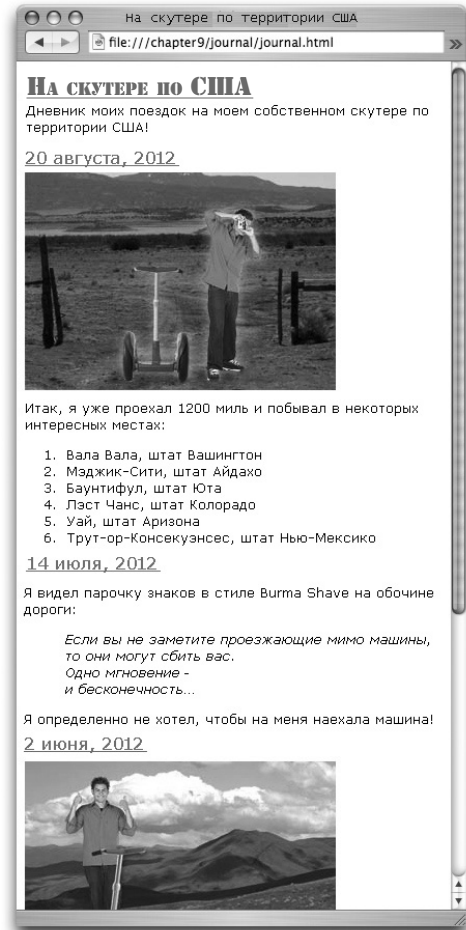 На скутере по территории США
file:///chapter9/journal/journal.html
На скутере по США
Дневник моих поездок на моем собственном скутере по
территории США!
20 августа, 2012
Итак, я уже проехал 1200 миль и побывал в некоторых
интересных местах:
1. Вала Вала, штат Вашингтон
2. Мэджик-Сити, штат Айдахо
3. Баунтифул, штат Юта
4. Лэст Чанс, штат Колорадо
5. Уай, штат Аризона
6. Трут-ор-Консекуэнсес, штат Нью-Мексико
14 июля, 2012
Я видел парочку знаков в стиле Burma Shave на обочине
дороги:
Если вы не заметите проезжающие мимо машины,
то они могут сбить вас.
Одно мгновение -
и бесконечность...
Я определенно не хотел, чтобы на меня наехала машина!
2 июня, 2012